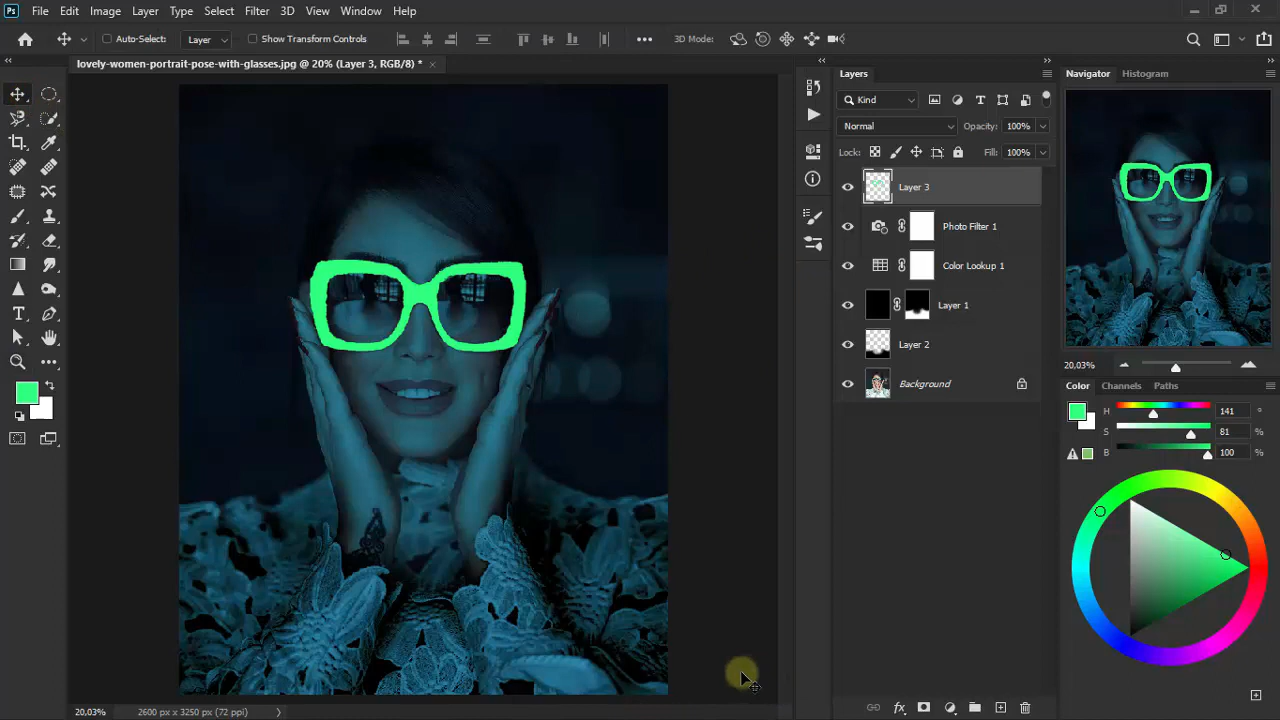 Ps File Edit Image Layer Type Select Filter 3D View Window Help
Auto-Select: Layer Show Transform Controls 3D Mode:
lovely-women-portrait-pose-with-glasses.jpg @ 20% (Layer 3, RGB/8) *
Layers
Kind
Normal Opacity: 100%
Lock: Fill: 100%
Layer 3
Photo Filter 1
Color Lookup 1
Layer 1
Layer 2
Background
Navigator Histogram
20,03%
Color Channels Paths
H 141 °
S 81 %
B 100 %
20,03% 2600 px x 3250 px (72 ppi)
fx